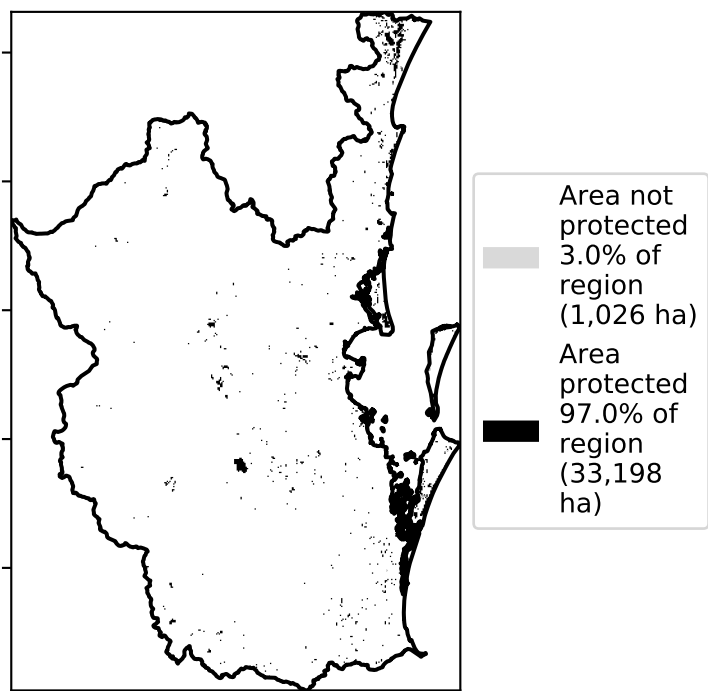 Area not
protected
3.0% of
region
(1,026 ha)
Area
protected
97.0% of
region
(33,198
ha)